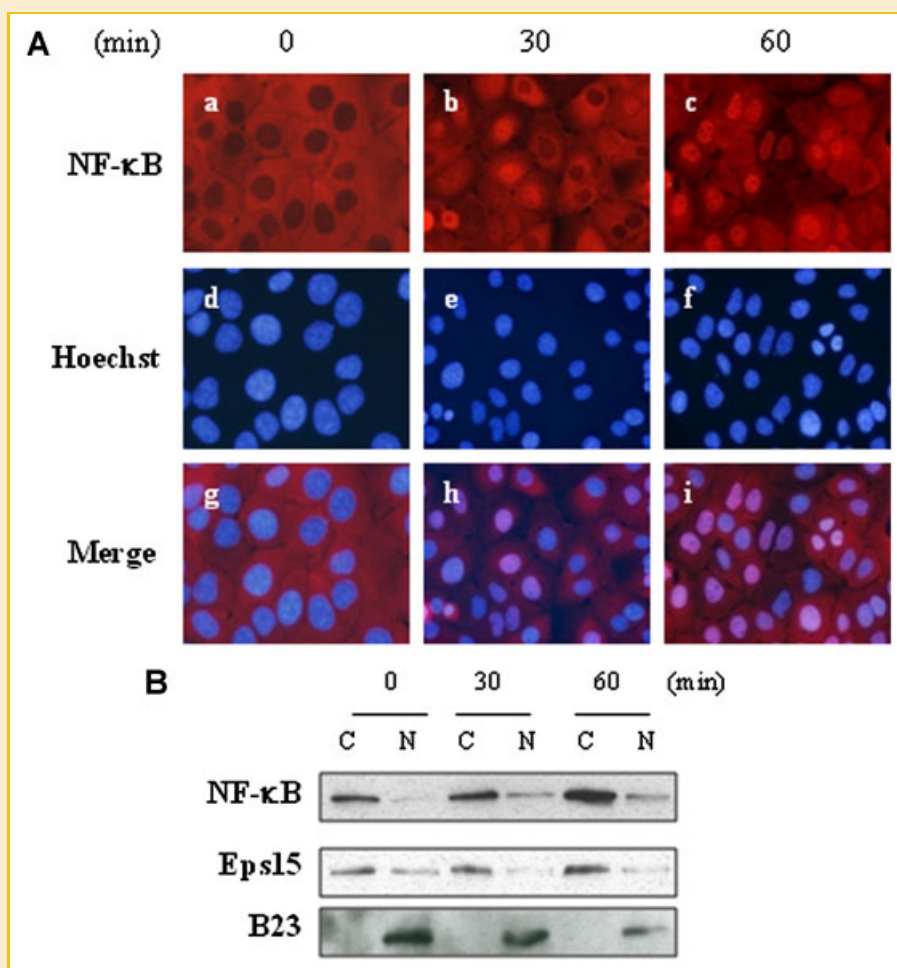 A (min) 0 30 60
NF-κB a b c
Hoechst d e f
Merge g h i
B 0 30 60 (min)
C N C N C N
NF-κB
Eps15
B23